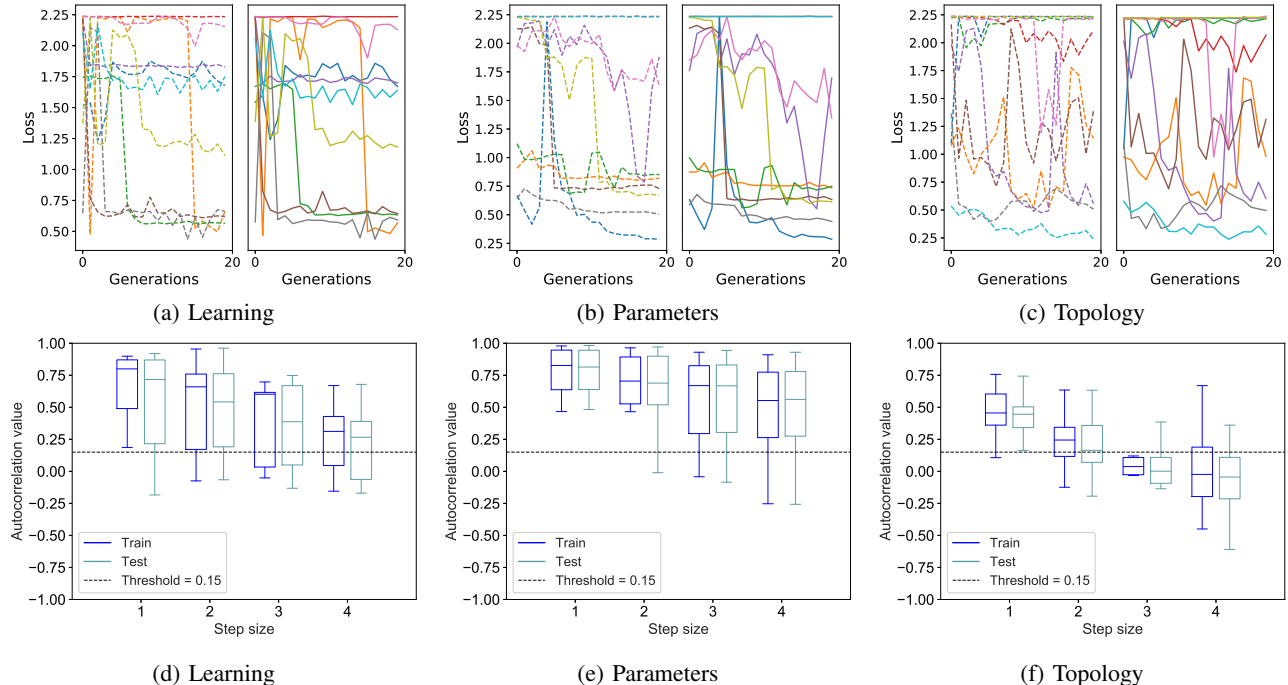 2.25
2.00
1.75
1.50
1.25
1.00
0.75
0.50
Loss
0 20 0 20
Generations Generations
(a) Learning
2.25
2.00
1.75
1.50
1.25
1.00
0.75
0.50
0.25
Loss
0 20 0 20
Generations Generations
(b) Parameters
2.25
2.00
1.75
1.50
1.25
1.00
0.75
0.50
0.25
Loss
0 20 0 20
Generations Generations
(c) Topology
1.00
0.75
0.50
0.25
0.00
−0.25
−0.50
−0.75
−1.00
Autocorrelation value
Train
Test
Threshold = 0.15
1 2 3 4
Step size
(d) Learning
1.00
0.75
0.50
0.25
0.00
−0.25
−0.50
−0.75
−1.00
Autocorrelation value
Train
Test
Threshold = 0.15
1 2 3 4
Step size
(e) Parameters
1.00
0.75
0.50
0.25
0.00
−0.25
−0.50
−0.75
−1.00
Autocorrelation value
Train
Test
Threshold = 0.15
1 2 3 4
Step size
(f) Topology